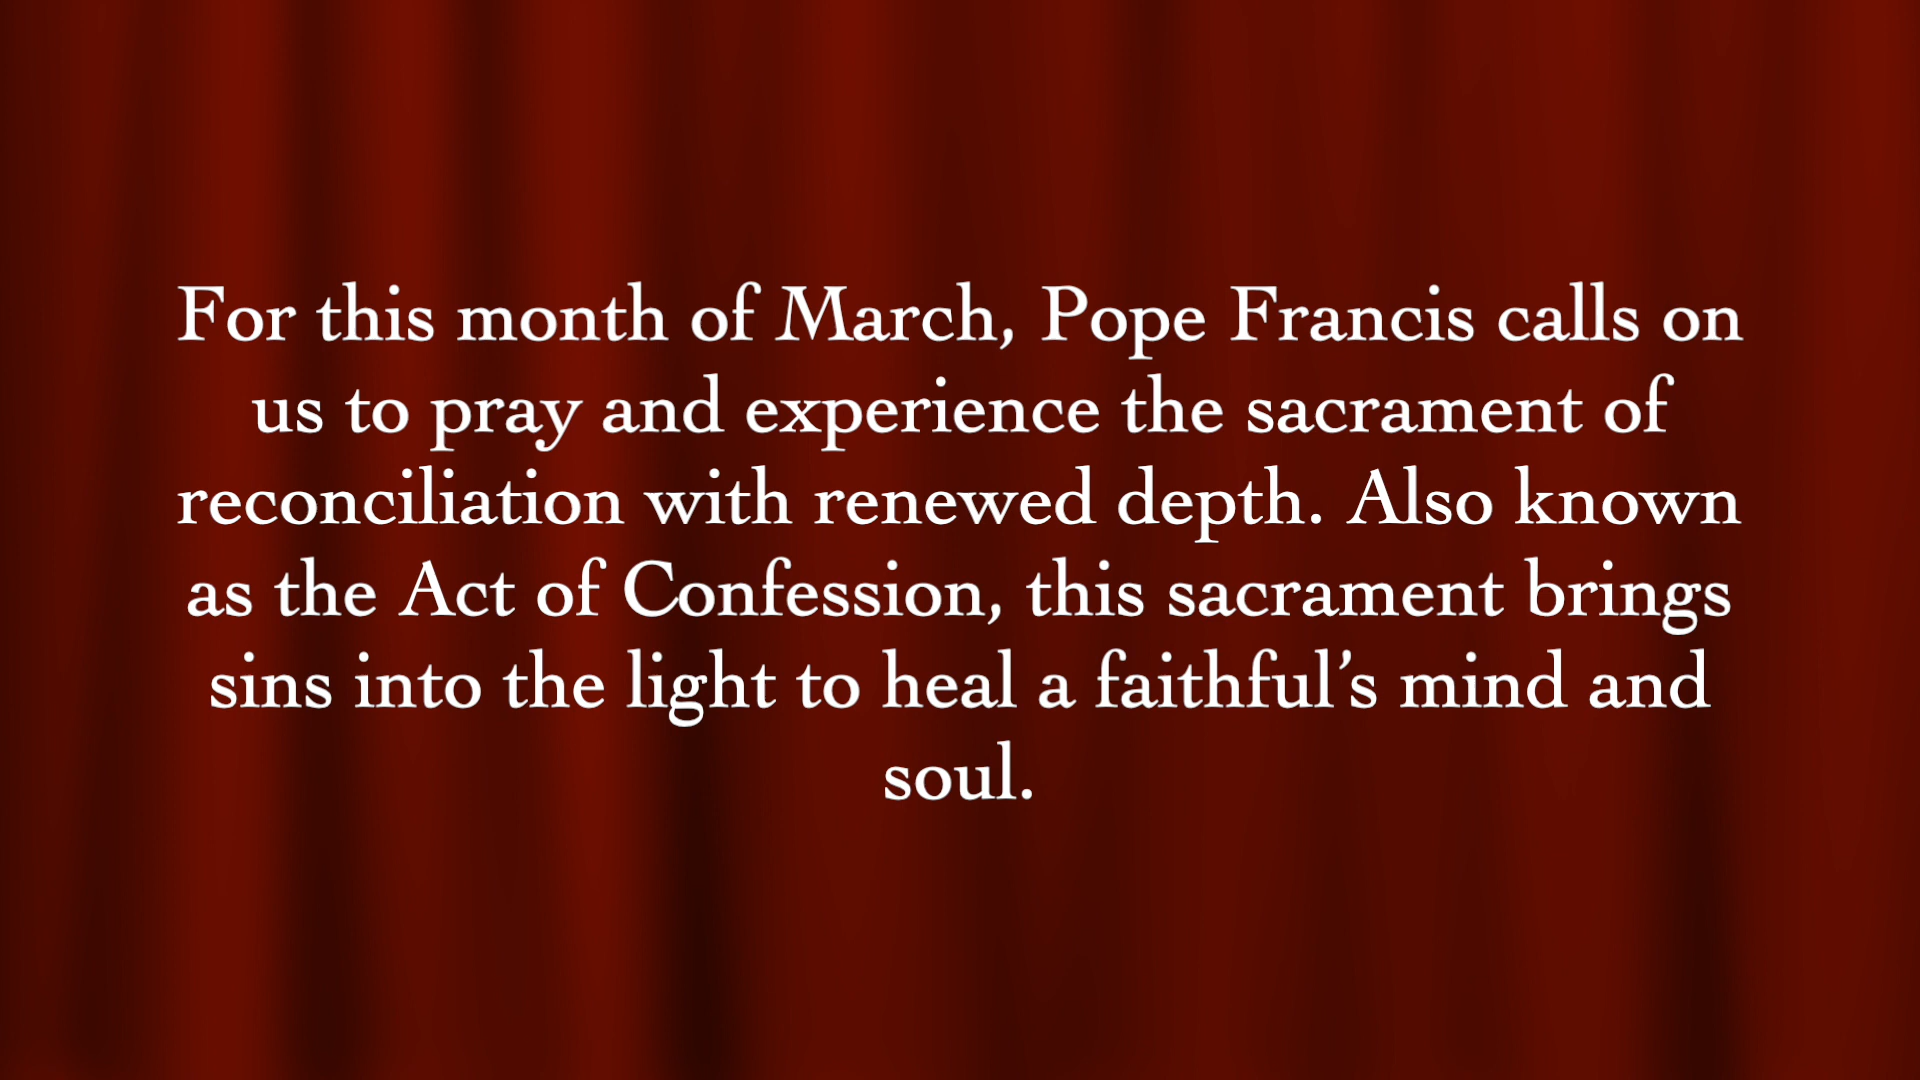 For this month of March, Pope Francis calls on
us to pray and experience the sacrament of
reconciliation with renewed depth. Also known
as the Act of Confession, this sacrament brings
sins into the light to heal a faithful’s mind and
soul.